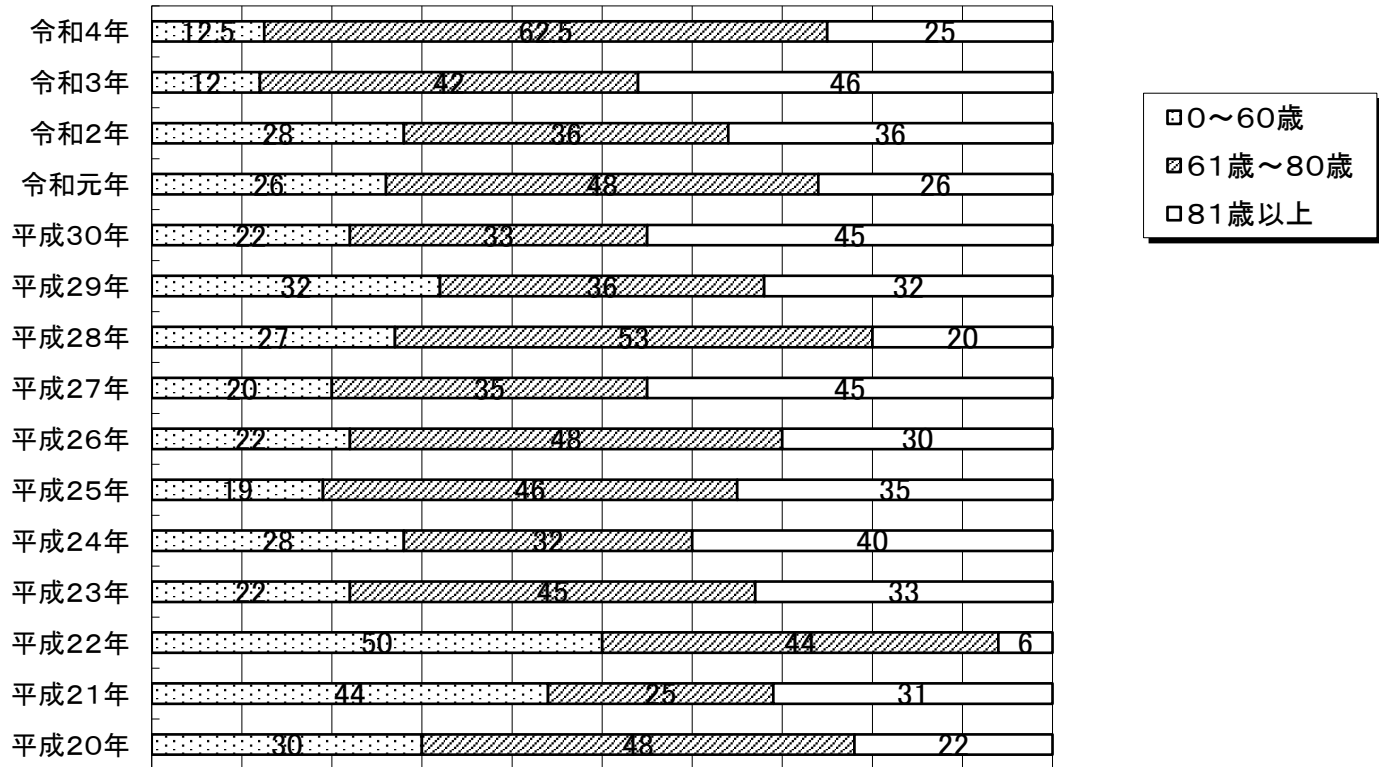 令和4年 12.5 62.5 25
令和3年 12 42 46
令和2年 28 36 36
令和元年 26 48 26
平成30年 22 33 45
平成29年 32 36 32
平成28年 27 53 20
平成27年 20 35 45
平成26年 22 48 30
平成25年 19 46 35
平成24年 28 32 40
平成23年 22 45 33
平成22年 50 44 6
平成21年 44 25 31
平成20年 30 48 22
0～60歳
61歳～80歳
81歳以上